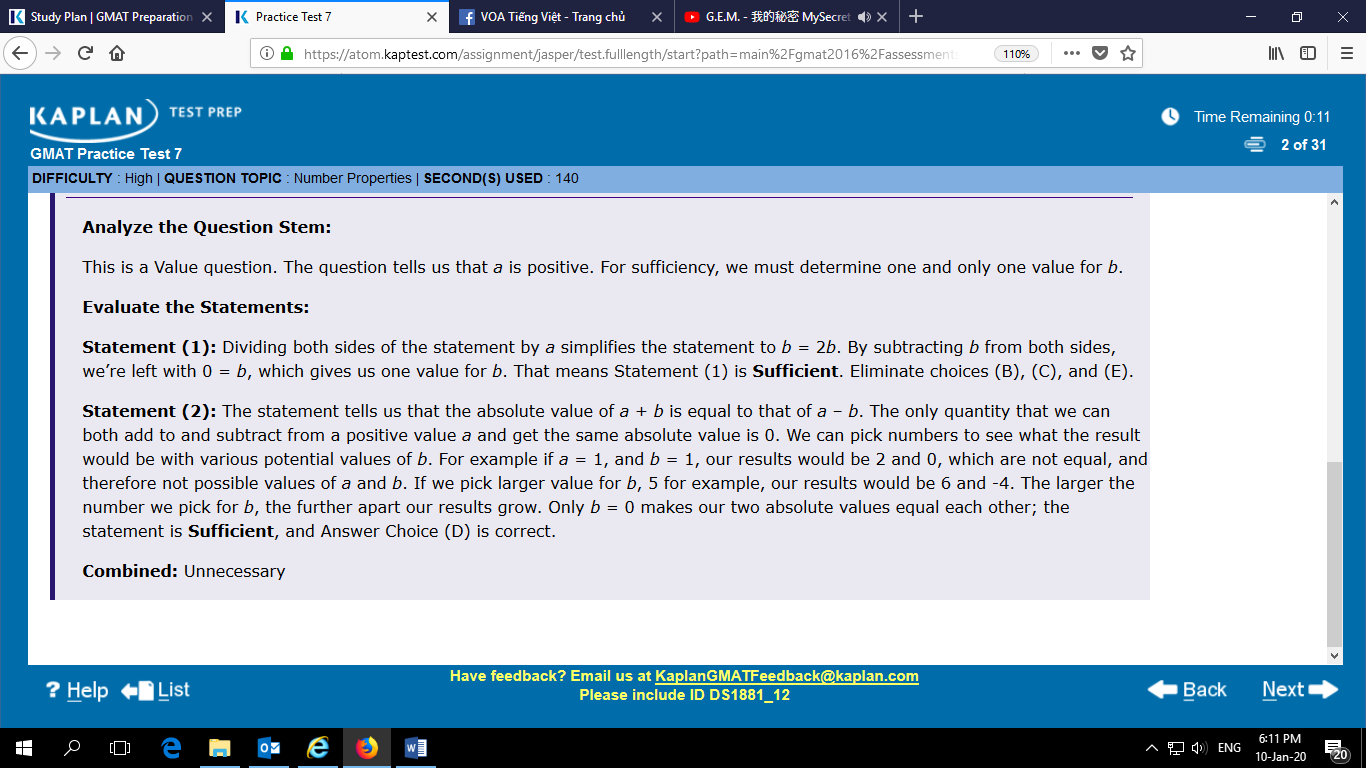 Study Plan | GMAT Preparation
Practice Test 7
VOA Tiếng Việt - Trang chủ
G.E.M. - 我的秘密 MySecret
https://atom.kaptest.com/assignment/jasper/test.fulllength/start?path=main%2Fgmat2016%2Fassessment
110%
KAPLAN TEST PREP
Time Remaining 0:11
GMAT Practice Test 7
2 of 31
DIFFICULTY : High | QUESTION TOPIC : Number Properties | SECOND(S) USED : 140
Analyze the Question Stem:
This is a Value question. The question tells us that a is positive. For sufficiency, we must determine one and only one value for b.
Evaluate the Statements:
Statement (1): Dividing both sides of the statement by a simplifies the statement to b = 2b. By subtracting b from both sides,
we’re left with 0 = b, which gives us one value for b. That means Statement (1) is Sufficient. Eliminate choices (B), (C), and (E).
Statement (2): The statement tells us that the absolute value of a + b is equal to that of a – b. The only quantity that we can
both add to and subtract from a positive value a and get the same absolute value is 0. We can pick numbers to see what the result
would be with various potential values of b. For example if a = 1, and b = 1, our results would be 2 and 0, which are not equal, and
therefore not possible values of a and b. If we pick larger value for b, 5 for example, our results would be 6 and -4. The larger the
number we pick for b, the further apart our results grow. Only b = 0 makes our two absolute values equal each other; the
statement is Sufficient, and Answer Choice (D) is correct.
Combined: Unnecessary
Have feedback? Email us at KaplanGMATFeedback@kaplan.com
Please include ID DS1881_12
? Help
List
Back
Next
ENG
6:11 PM
10-Jan-20
20